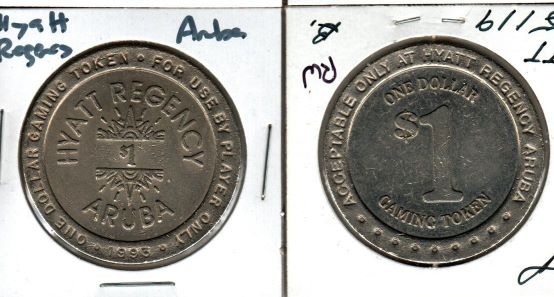 Hyatt
Regency
Aruba
ONE DOLLAR GAMING TOKEN • FOR USE BY PLAYER ONLY
• 1993 •
HYATT REGENCY
$1
ARUBA
ACCEPTABLE ONLY AT HYATT REGENCY ARUBA
ONE DOLLAR
$1
GAMING TOKEN